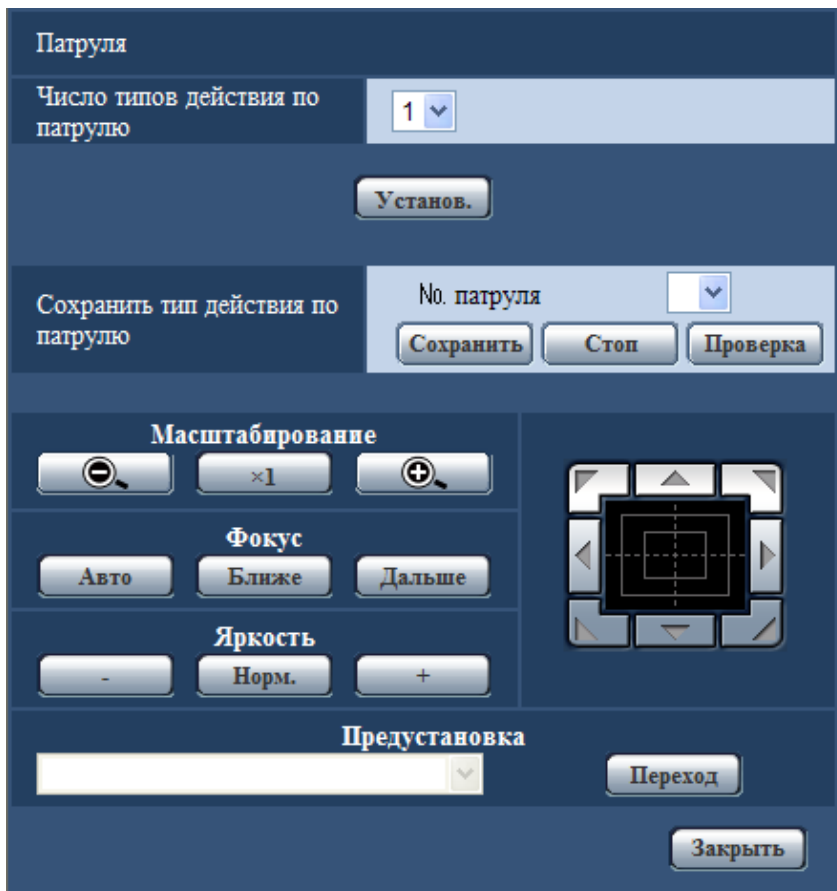 Патруля
Число типов действия по
патрулю
1
Установ.
Сохранить тип действия по
патрулю
No. патруля
Сохранить Стоп Проверка
Масштабирование
×1
Фокус
Авто Ближе Дальше
Яркость
- Норм. +
Предустановка
Переход
Закрыть